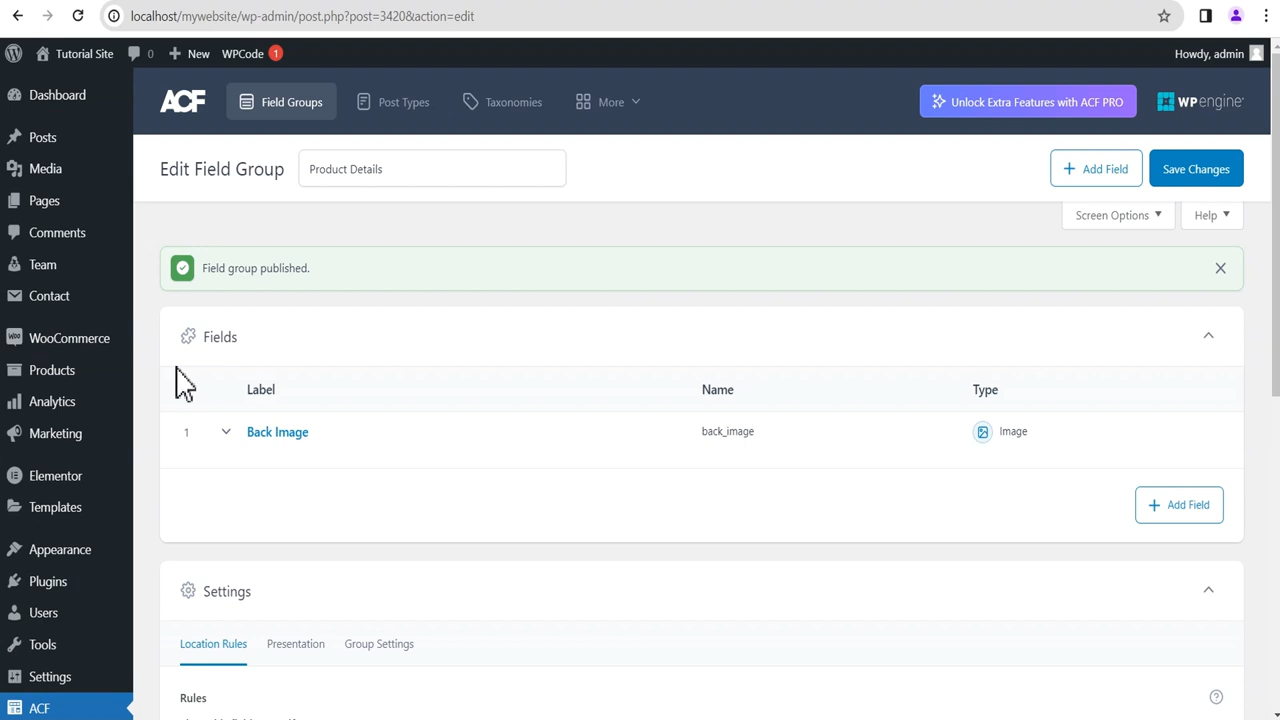 localhost/mywebsite/wp-admin/post.php?post=3420&action=edit
Tutorial Site
0
New
WPCode 1
Howdy, admin
Dashboard
Posts
Media
Pages
Comments
Team
Contact
WooCommerce
Products
Analytics
Marketing
Elementor
Templates
Appearance
Plugins
Users
Tools
Settings
ACF
ACF
Field Groups
Post Types
Taxonomies
More
Unlock Extra Features with ACF PRO
WP engine
Edit Field Group
Product Details
+ Add Field
Save Changes
Screen Options
Help
Field group published.
Fields
Label
Name
Type
1
Back Image
back_image
Image
+ Add Field
Settings
Location Rules
Presentation
Group Settings
Rules